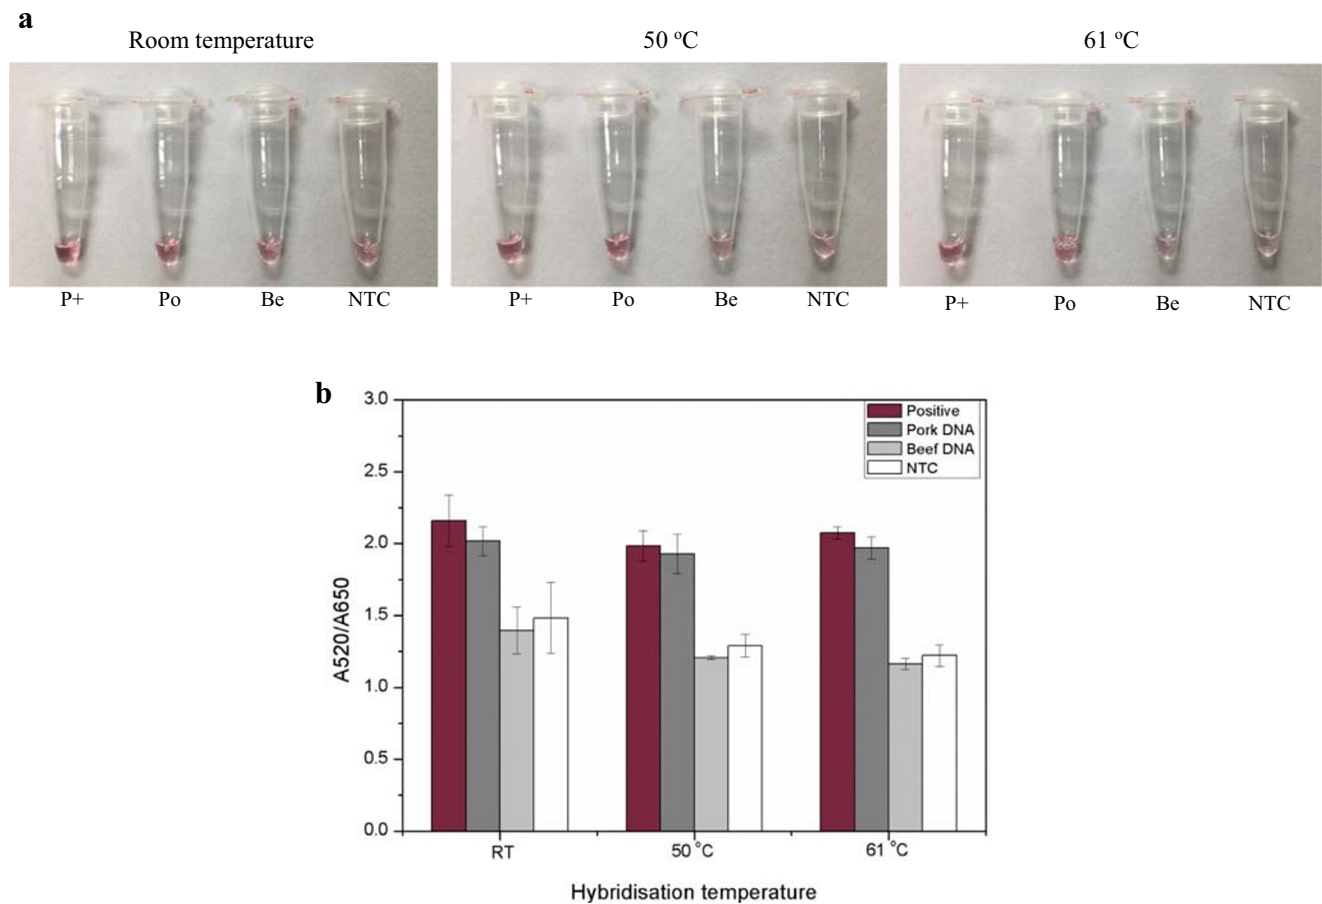 a
Room temperature
50 ºC
61 ºC
P+ Po Be NTC
P+ Po Be NTC
P+ Po Be NTC
b
3.0
2.5
2.0
1.5
1.0
0.5
0.0
A520/A650
Positive
Pork DNA
Beef DNA
NTC
RT
50 °C
61 °C
Hybridisation temperature